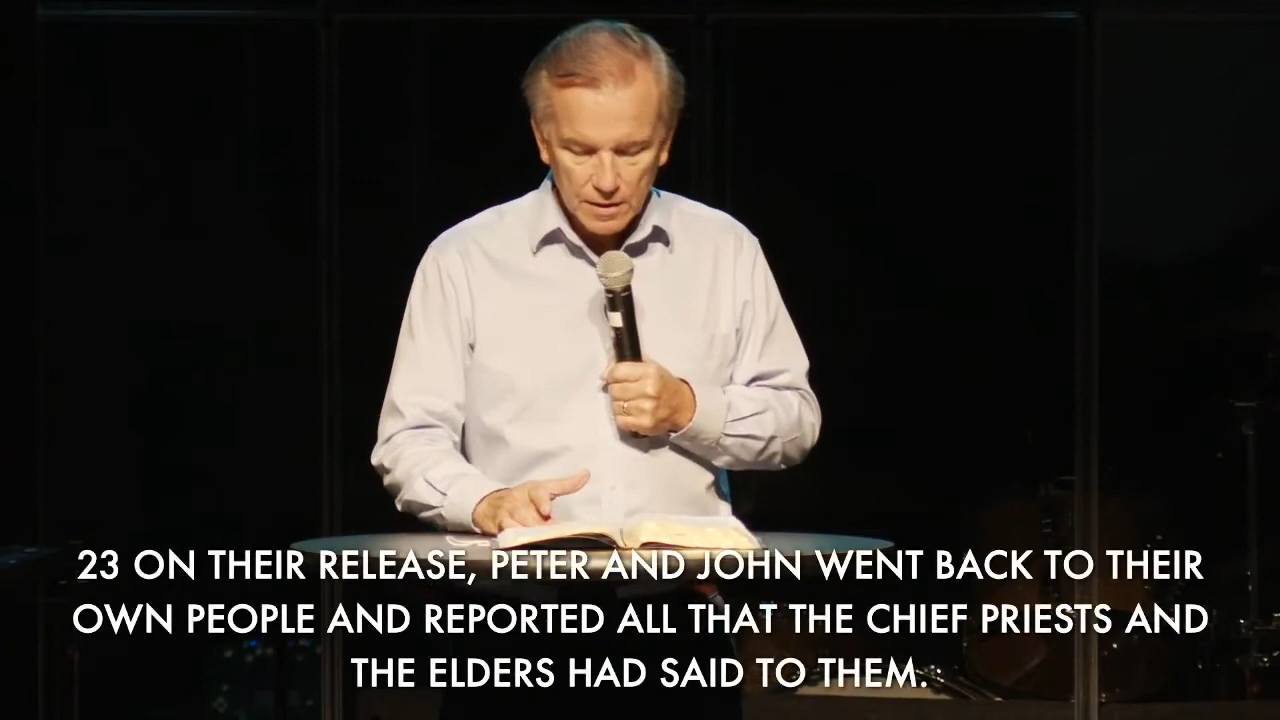 23 ON THEIR RELEASE, PETER AND JOHN WENT BACK TO THEIR
OWN PEOPLE AND REPORTED ALL THAT THE CHIEF PRIESTS AND
THE ELDERS HAD SAID TO THEM.